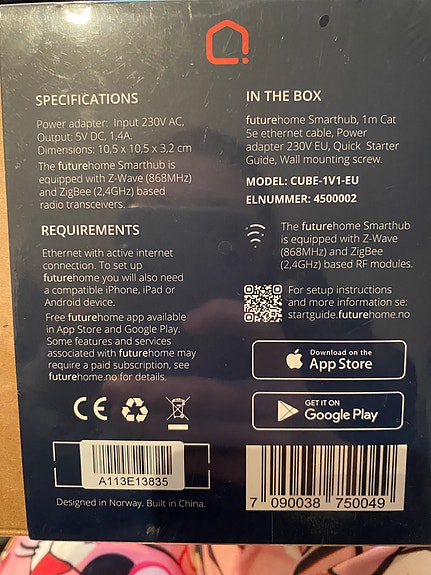 SPECIFICATIONS
Power adapter: Input 230V AC,
Output: 5V DC, 1,4A.
Dimensions: 10,5 x 10,5 x 3,2 cm
The futurehome Smarthub is
equipped with Z-Wave (868MHz)
and ZigBee (2,4GHz) based
radio transceivers.
REQUIREMENTS
Ethernet with active internet
connection. To set up
futurehome you will also need
a compatible iPhone, iPad or
Android device.
Free futurehome app available
in App Store and Google Play.
Some features and services
associated with futurehome may
require a paid subscription, see
futurehome.no for details.
CE
A113E13835
Designed in Norway. Built in China.
IN THE BOX
futurehome Smarthub, 1m Cat
5e ethernet cable, Power
adapter 230V EU, Quick Starter
Guide, Wall mounting screw.
MODEL: CUBE-1V1-EU
ELNUMMER: 4500002
The futurehome Smarthub
is equipped with Z-Wave
(868MHz) and ZigBee
(2,4GHz) based RF modules.
For setup instructions
and more information se:
startguide.futurehome.no
Download on the
App Store
GET IT ON
Google Play
7 090038 750049